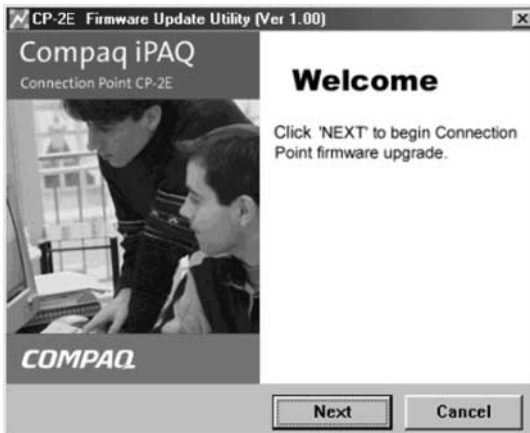 CP-2E Firmware Update Utility (Ver 1.00)
Compaq iPAQ
Connection Point CP-2E
Welcome
Click 'NEXT' to begin Connection
Point firmware upgrade.
COMPAQ
Next
Cancel